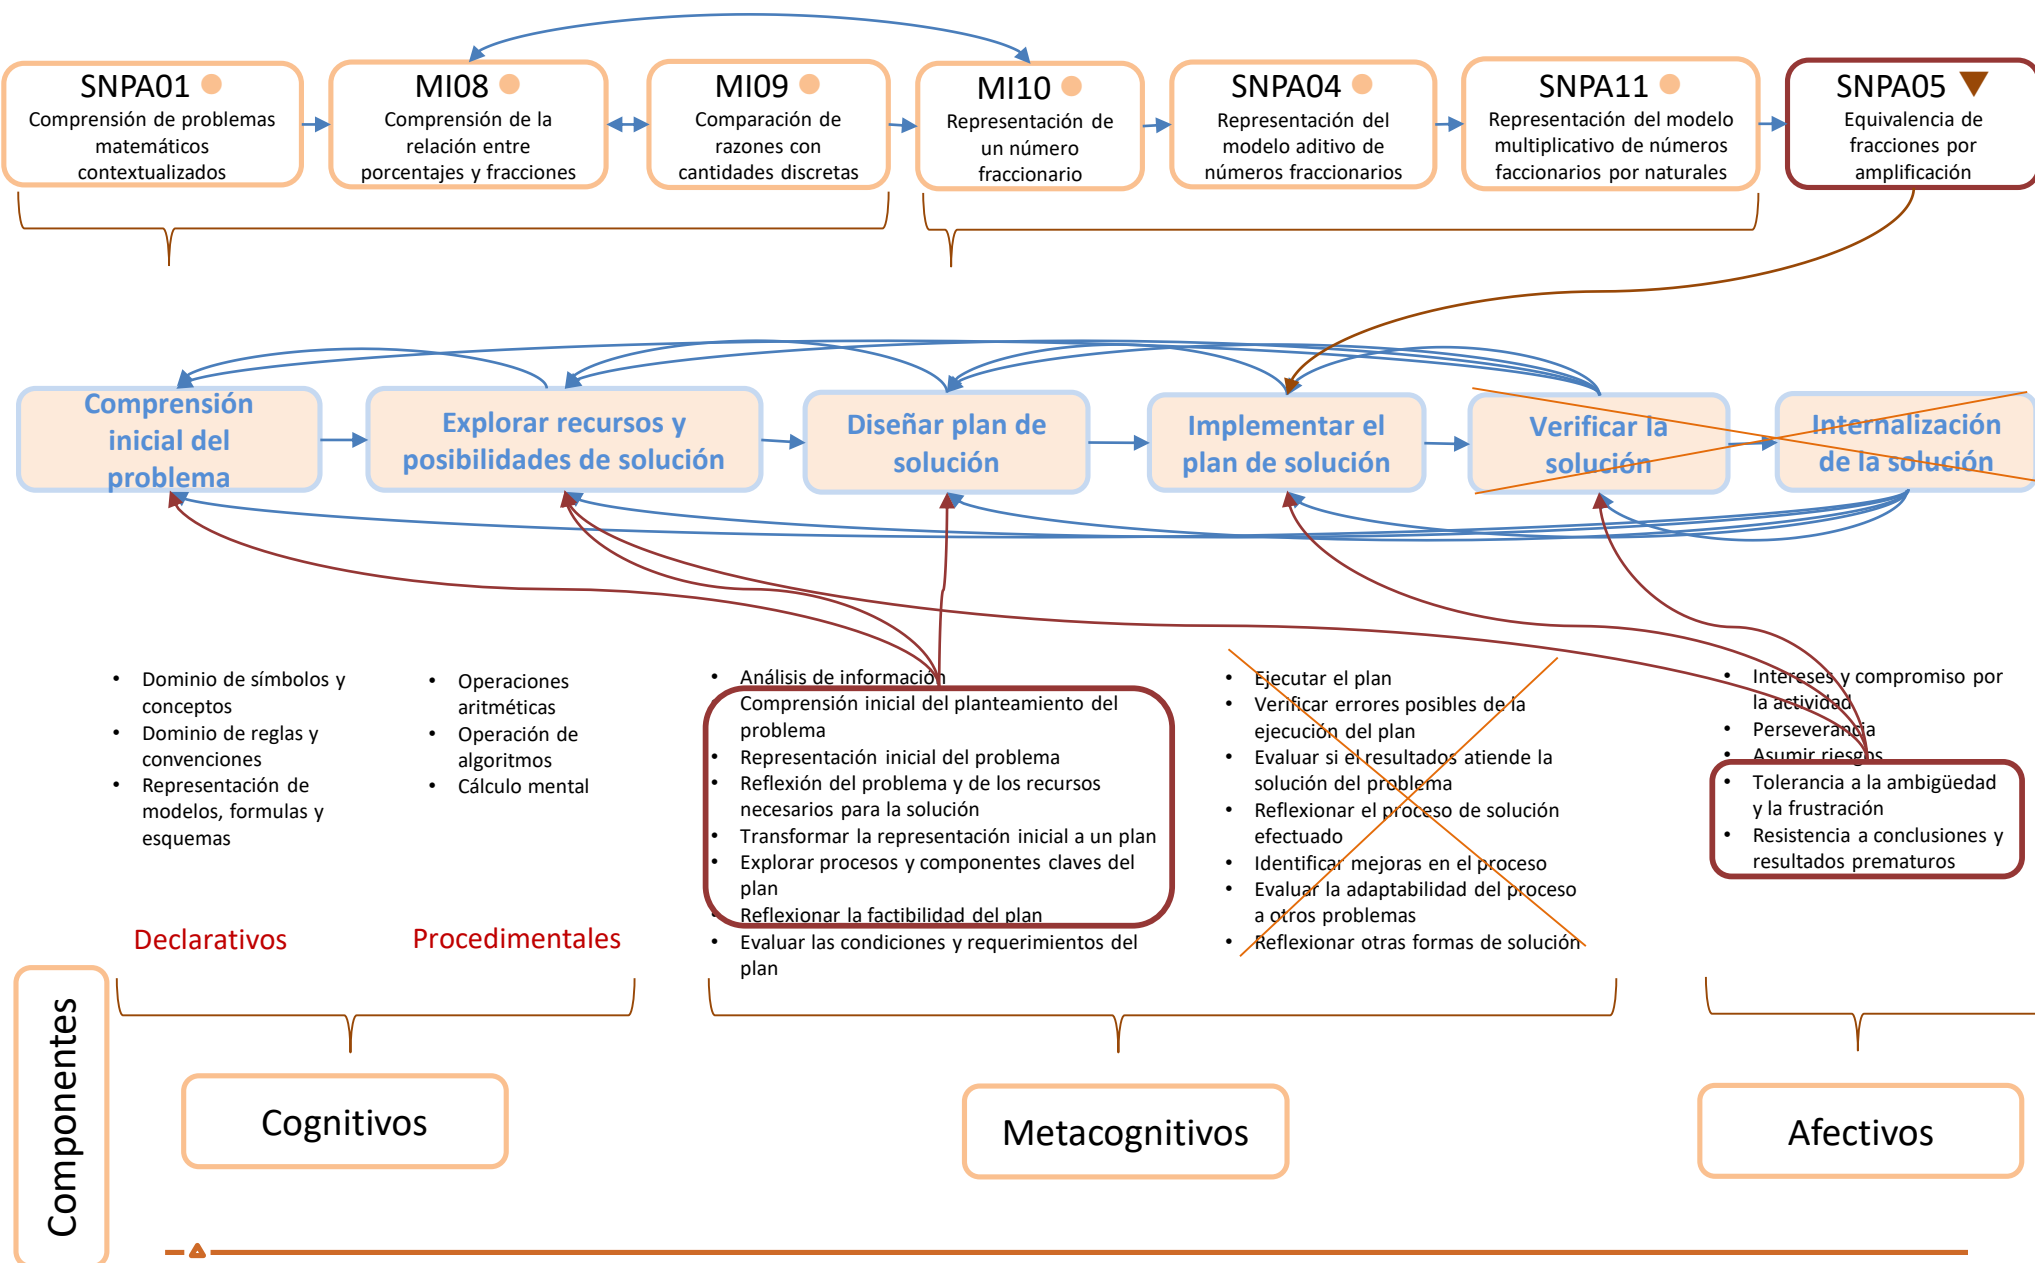 SNPA01
Comprensión de problemas
matemáticos
contextualizados
MI08
Comprensión de la
relación entre
porcentajes y fracciones
MI09
Comparación de
razones con
cantidades discretas
MI10
Representación de
un número
fraccionario
SNPA04
Representación del
modelo aditivo de
números fraccionarios
SNPA11
Representación del modelo
multiplicativo de números
faccionarios por naturales
SNPA05
Equivalencia de
fracciones por
amplificación
Comprensión
inicial del
problema
Explorar recursos y
posibilidades de solución
Diseñar plan de
solución
Implementar el
plan de solución
Verificar la
solución
Internalización
de la solución
• Dominio de símbolos y
conceptos
• Dominio de reglas y
convenciones
• Representación de
modelos, formulas y
esquemas
• Operaciones
aritméticas
• Operación de
algoritmos
• Cálculo mental
• Análisis de información
Comprensión inicial del planteamiento del
problema
• Representación inicial del problema
• Reflexión del problema y de los recursos
necesarios para la solución
• Transformar la representación inicial a un plan
• Explorar procesos y componentes claves del
plan
• Reflexionar la factibilidad del plan
• Evaluar las condiciones y requerimientos del
plan
• Ejecutar el plan
• Verificar errores posibles de la
ejecución del plan
• Evaluar si el resultados atiende la
solución del problema
• Reflexionar el proceso de solución
efectuado
• Identificar mejoras en el proceso
• Evaluar la adaptabilidad del proceso
a otros problemas
• Reflexionar otras formas de solución
• Intereses y compromiso por
la actividad
• Perseverancia
• Asumir riesgos
• Tolerancia a la ambigüedad
y la frustración
• Resistencia a conclusiones y
resultados prematuros
Declarativos
Procedimentales
Componentes
Cognitivos
Metacognitivos
Afectivos